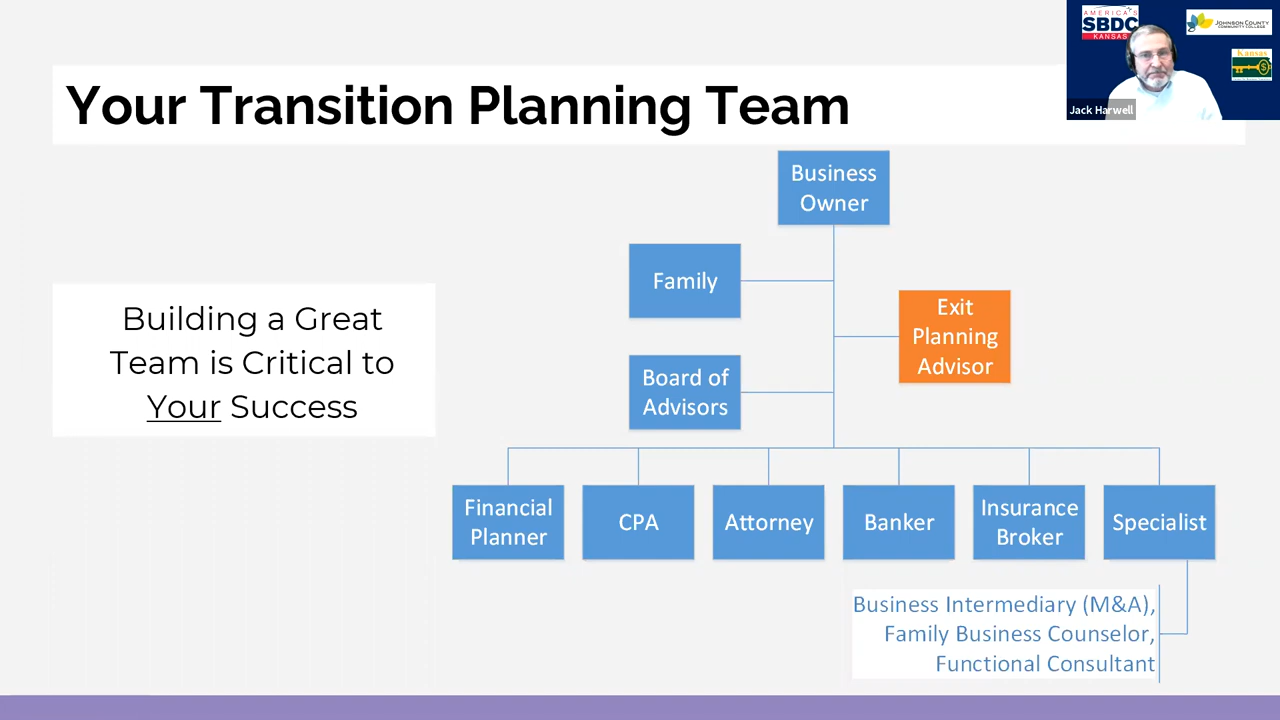 AMERICA'S
SBDC
KANSAS
JOHNSON COUNTY
COMMUNITY COLLEGE
Kansas
Jack Harwell
Your Transition Planning Team
Business
Owner
Family
Exit
Planning
Advisor
Building a Great
Team is Critical to
Your Success
Board of
Advisors
Financial
Planner
CPA
Attorney
Banker
Insurance
Broker
Specialist
Business Intermediary (M&A),
Family Business Counselor,
Functional Consultant